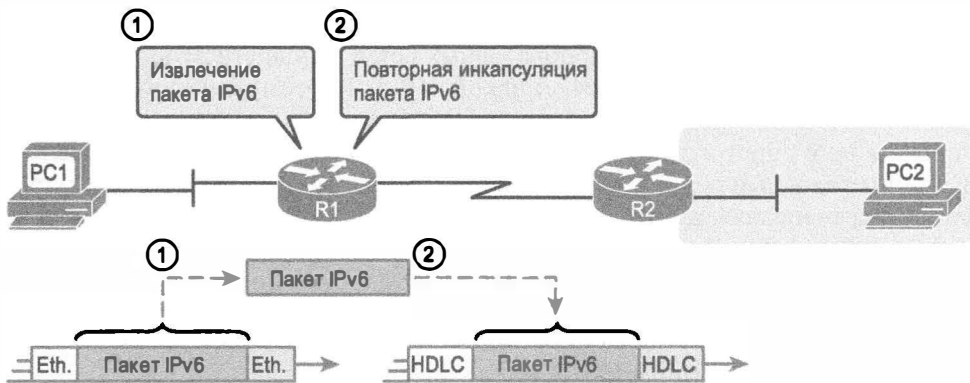 1
2
Извлечение
пакета IPv6
Повторная инкапсуляция
пакета IPv6
PC1
R1
R2
PC2
1
Пакет IPv6
2
Eth. Пакет IPv6 Eth.
HDLC Пакет IPv6 HDLC